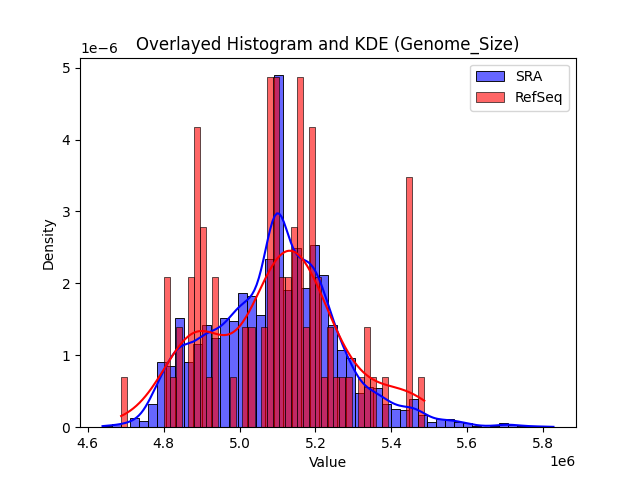 Overlayed Histogram and KDE (Genome_Size)
1e−6
SRA
RefSeq
5
4
3
2
1
0
Density
4.6 4.8 5.0 5.2 5.4 5.6 5.8
1e6
Value